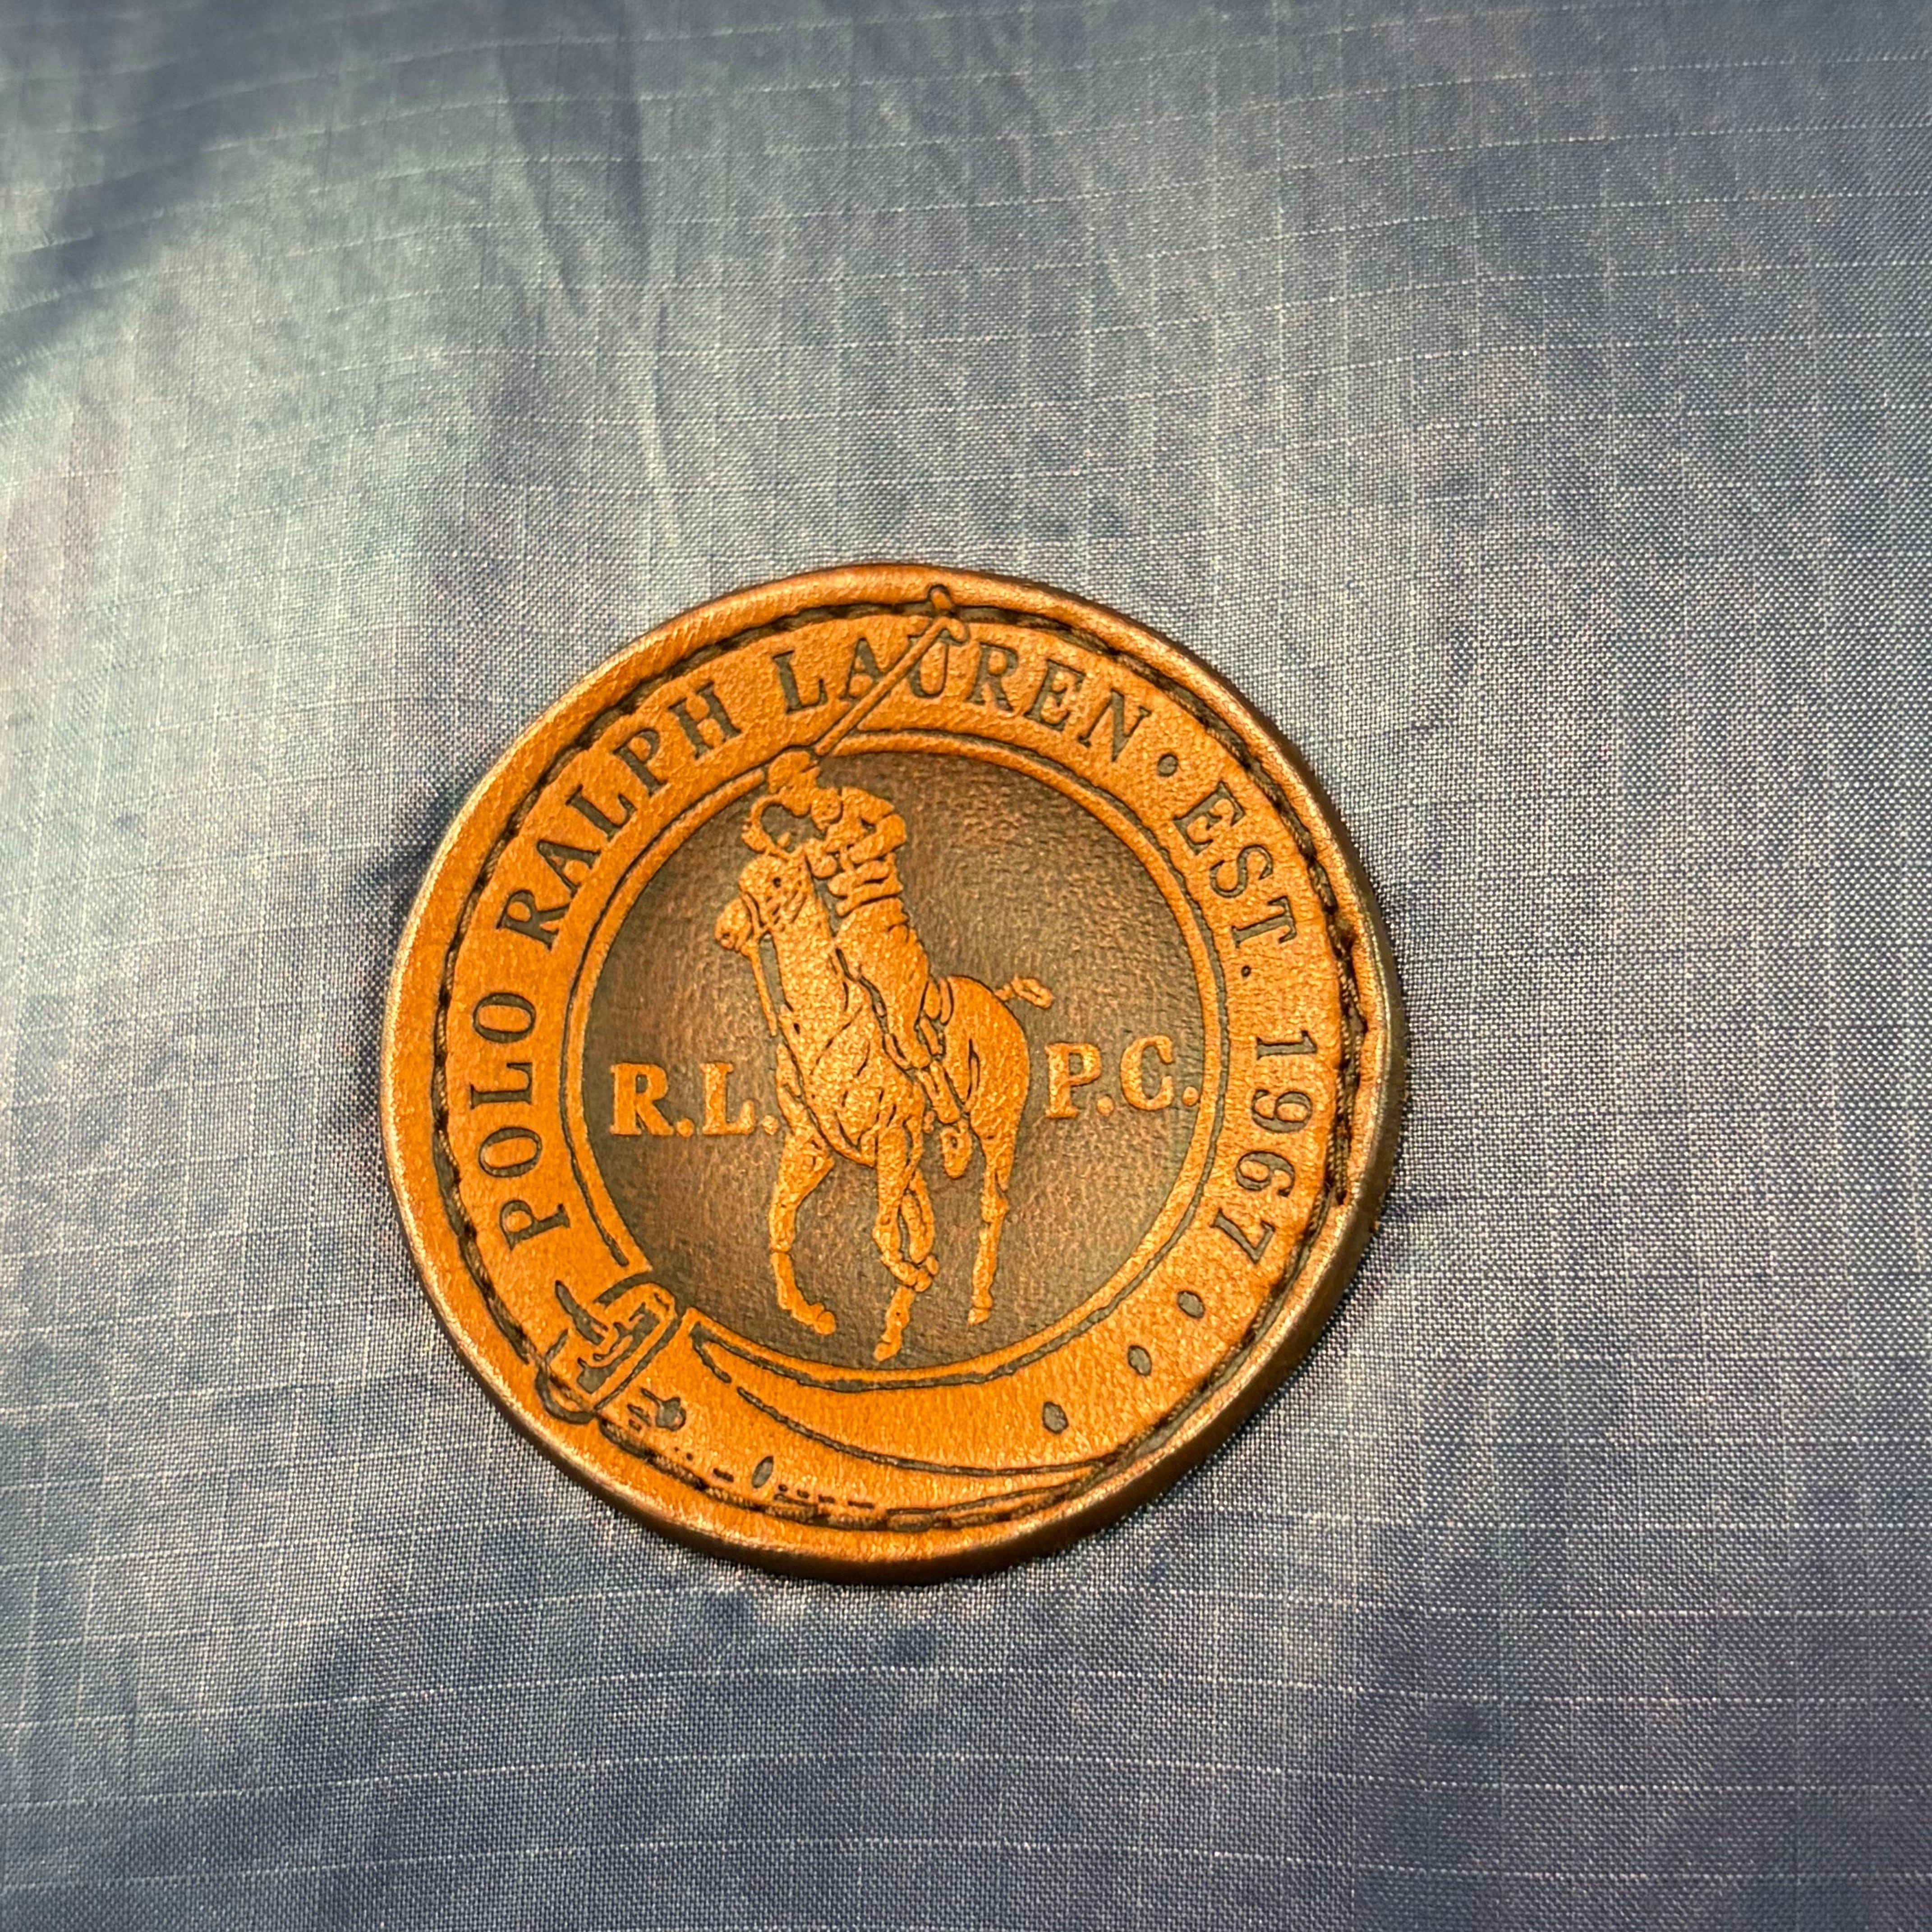 POLO RALPH LAUREN • EST. 1967 •
R.L. P.C.